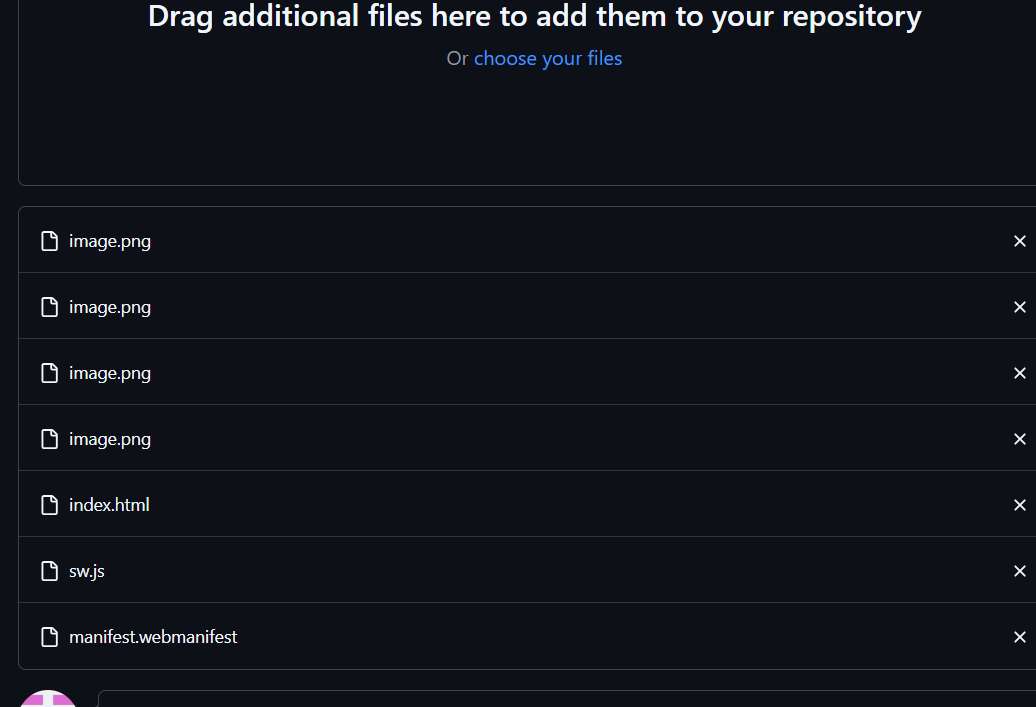 Drag additional files here to add them to your repository
Or choose your files
image.png
image.png
image.png
image.png
index.html
sw.js
manifest.webmanifest